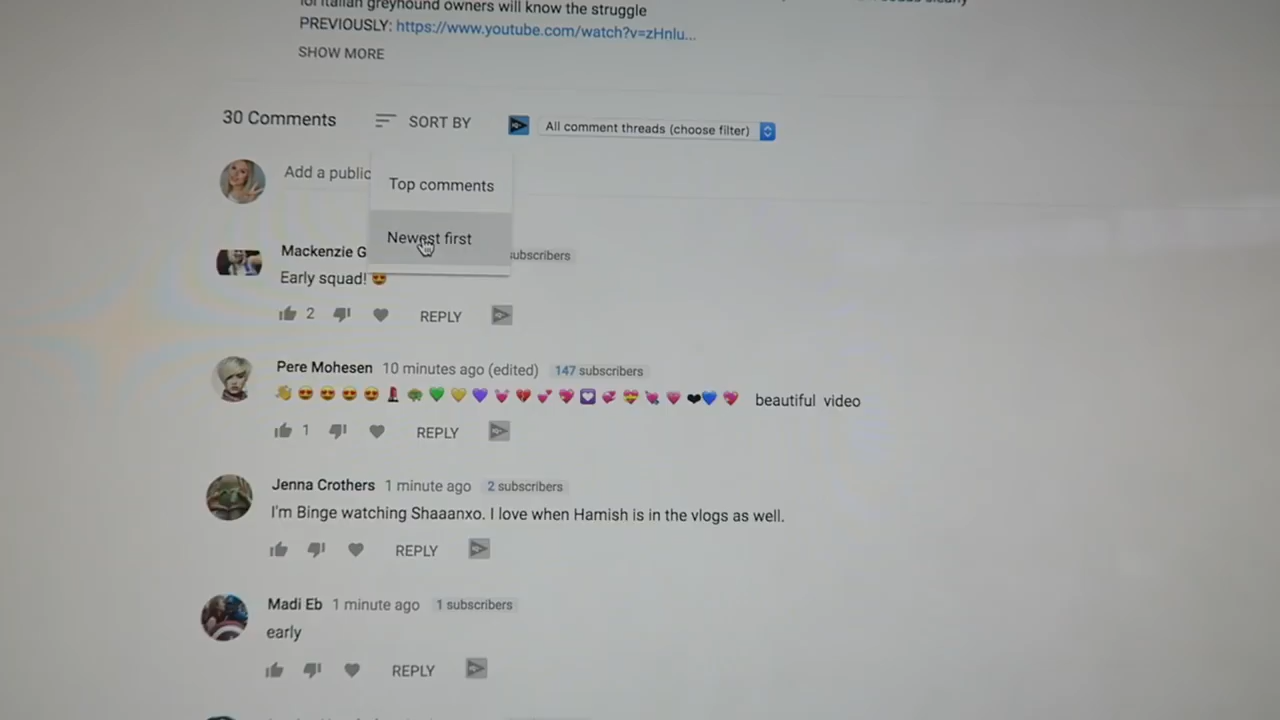 for Italian greyhound owners will know the struggle
PREVIOUSLY: https://www.youtube.com/watch?v=zHnlu...
SHOW MORE
30 Comments SORT BY All comment threads (choose filter)
Add a public
Top comments
Newest first
Mackenzie G subscribers
Early squad! 😍
2 REPLY
Pere Mohesen 10 minutes ago (edited) 147 subscribers
beautiful video
1 REPLY
Jenna Crothers 1 minute ago 2 subscribers
I'm Binge watching Shaaanxo. I love when Hamish is in the vlogs as well.
REPLY
Madi Eb 1 minute ago 1 subscribers
early
REPLY